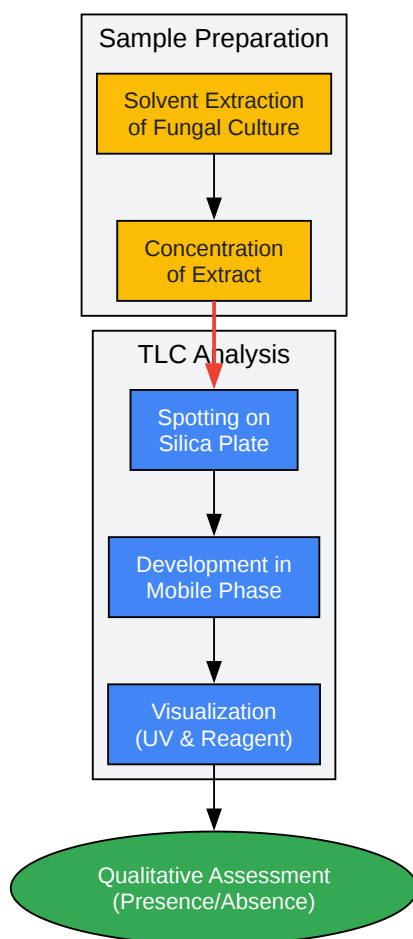 Sample Preparation
Solvent Extraction
of Fungal Culture
Concentration
of Extract
TLC Analysis
Spotting on
Silica Plate
Development in
Mobile Phase
Visualization
(UV & Reagent)
Qualitative Assessment
(Presence/Absence)